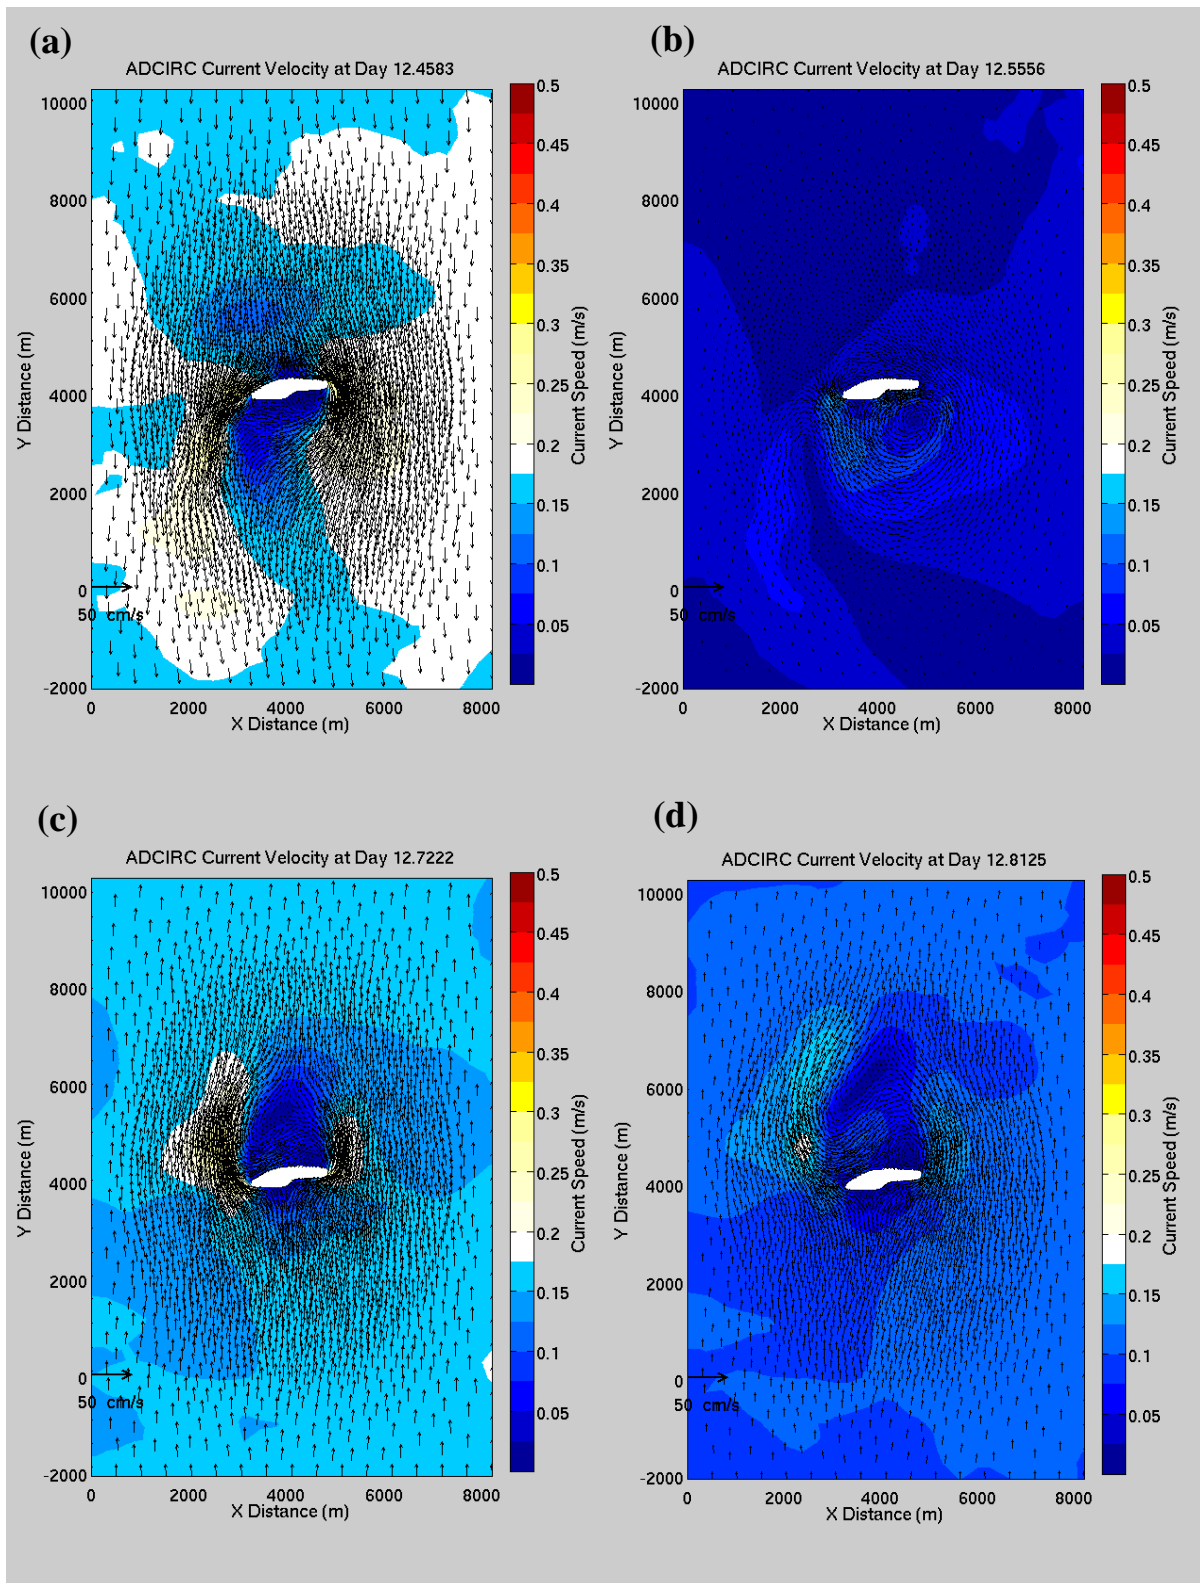 (a)
ADCIRC Current Velocity at Day 12.4583
10000
8000
6000
4000
2000
0
-2000
Y Distance (m)
50 cm/s
0 2000 4000 6000 8000
X Distance (m)
0.5
0.45
0.4
0.35
0.3
0.25
0.2
0.15
0.1
0.05
Current Speed (m/s)
(b)
ADCIRC Current Velocity at Day 12.5556
10000
8000
6000
4000
2000
0
-2000
Y Distance (m)
50 cm/s
0 2000 4000 6000 8000
X Distance (m)
0.5
0.45
0.4
0.35
0.3
0.25
0.2
0.15
0.1
0.05
Current Speed (m/s)
(c)
ADCIRC Current Velocity at Day 12.7222
10000
8000
6000
4000
2000
0
-2000
Y Distance (m)
50 cm/s
0 2000 4000 6000 8000
X Distance (m)
0.5
0.45
0.4
0.35
0.3
0.25
0.2
0.15
0.1
0.05
Current Speed (m/s)
(d)
ADCIRC Current Velocity at Day 12.8125
10000
8000
6000
4000
2000
0
-2000
Y Distance (m)
50 cm/s
0 2000 4000 6000 8000
X Distance (m)
0.5
0.45
0.4
0.35
0.3
0.25
0.2
0.15
0.1
0.05
Current Speed (m/s)